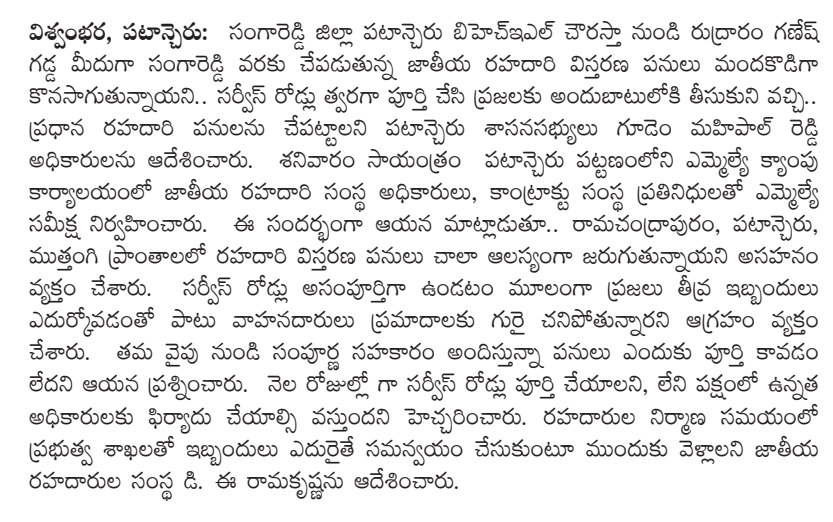 విశ్వంభర, పటాన్చెరు: సంగారెడ్డి జిల్లా పటాన్చెరు బిహెచ్ఇఎల్ చౌరస్తా నుండి రుద్రారం గణేష్
గడ్డ మీదుగా సంగారెడ్డి వరకు చేపడుతున్న జాతీయ రహదారి విస్తరణ పనులు మందకొడిగా
కొనసాగుతున్నాయని.. సర్వీస్ రోడ్లు త్వరగా పూర్తి చేసి ప్రజలకు అందుబాటులోకి తీసుకుని వచ్చి..
ప్రధాన రహదారి పనులను చేపట్టాలని పటాన్చెరు శాసనసభ్యులు గూడెం మహిపాల్ రెడ్డి
అధికారులను ఆదేశించారు. శనివారం సాయంత్రం పటాన్చెరు పట్టణంలోని ఎమ్మెల్యే క్యాంపు
కార్యాలయంలో జాతీయ రహదారి సంస్థ అధికారులు, కాంట్రాక్టు సంస్థ ప్రతినిధులతో ఎమ్మెల్యే
సమీక్ష నిర్వహించారు. ఈ సందర్భంగా ఆయన మాట్లాడుతూ.. రామచంద్రాపురం, పటాన్చెరు,
ముత్తంగి ప్రాంతాలలో రహదారి విస్తరణ పనులు చాలా ఆలస్యంగా జరుగుతున్నాయని అసహనం
వ్యక్తం చేశారు. సర్వీస్ రోడ్లు అసంపూర్తిగా ఉండటం మూలంగా ప్రజలు తీవ్ర ఇబ్బందులు
ఎదుర్కోవడంతో పాటు వాహనదారులు ప్రమాదాలకు గురై చనిపోతున్నారని ఆగ్రహం వ్యక్తం
చేశారు. తమ వైపు నుండి సంపూర్ణ సహకారం అందిస్తున్నా పనులు ఎందుకు పూర్తి కావడం
లేదని ఆయన ప్రశ్నించారు. నెల రోజుల్లో గా సర్వీస్ రోడ్లు పూర్తి చేయాలని, లేని పక్షంలో ఉన్నత
అధికారులకు ఫిర్యాదు చేయాల్సి వస్తుందని హెచ్చరించారు. రహదారుల నిర్మాణ సమయంలో
ప్రభుత్వ శాఖలతో ఇబ్బందులు ఎదురైతే సమన్వయం చేసుకుంటూ ముందుకు వెళ్లాలని జాతీయ
రహదారుల సంస్థ డి. ఈ రామకృష్ణను ఆదేశించారు.